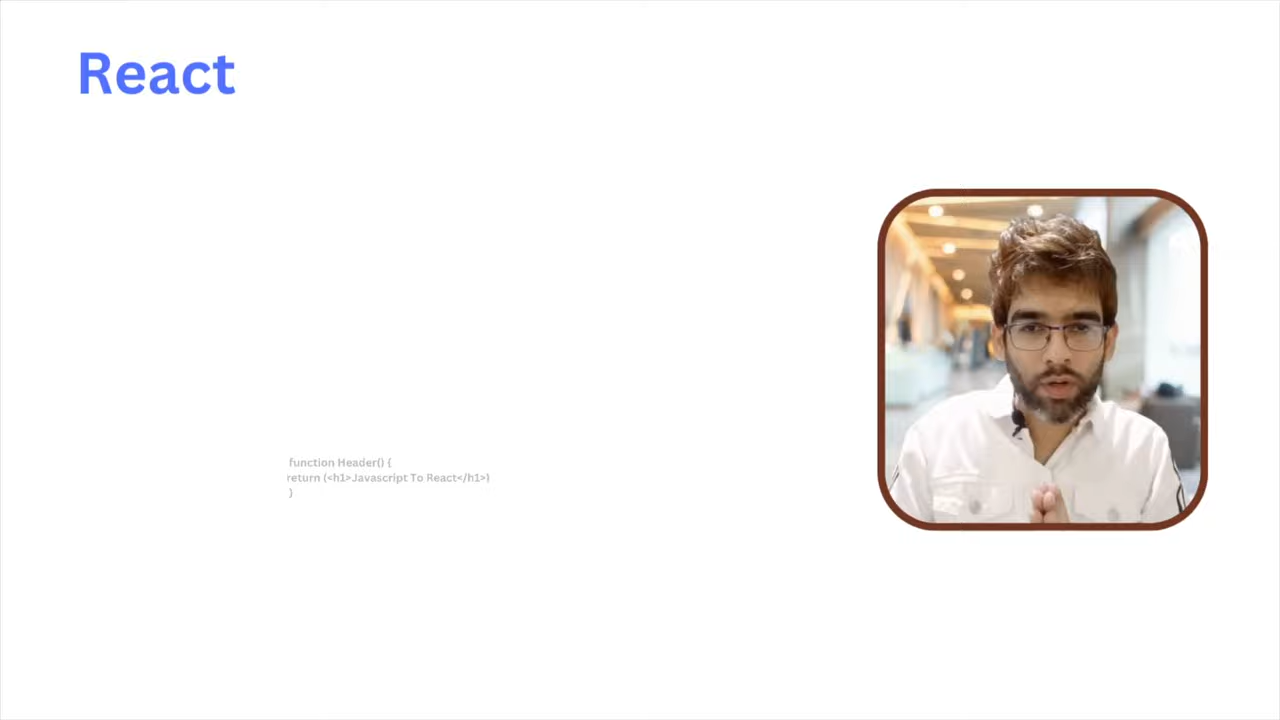 React
function Header() {
return (<h1>Javascript To React</h1>)
}